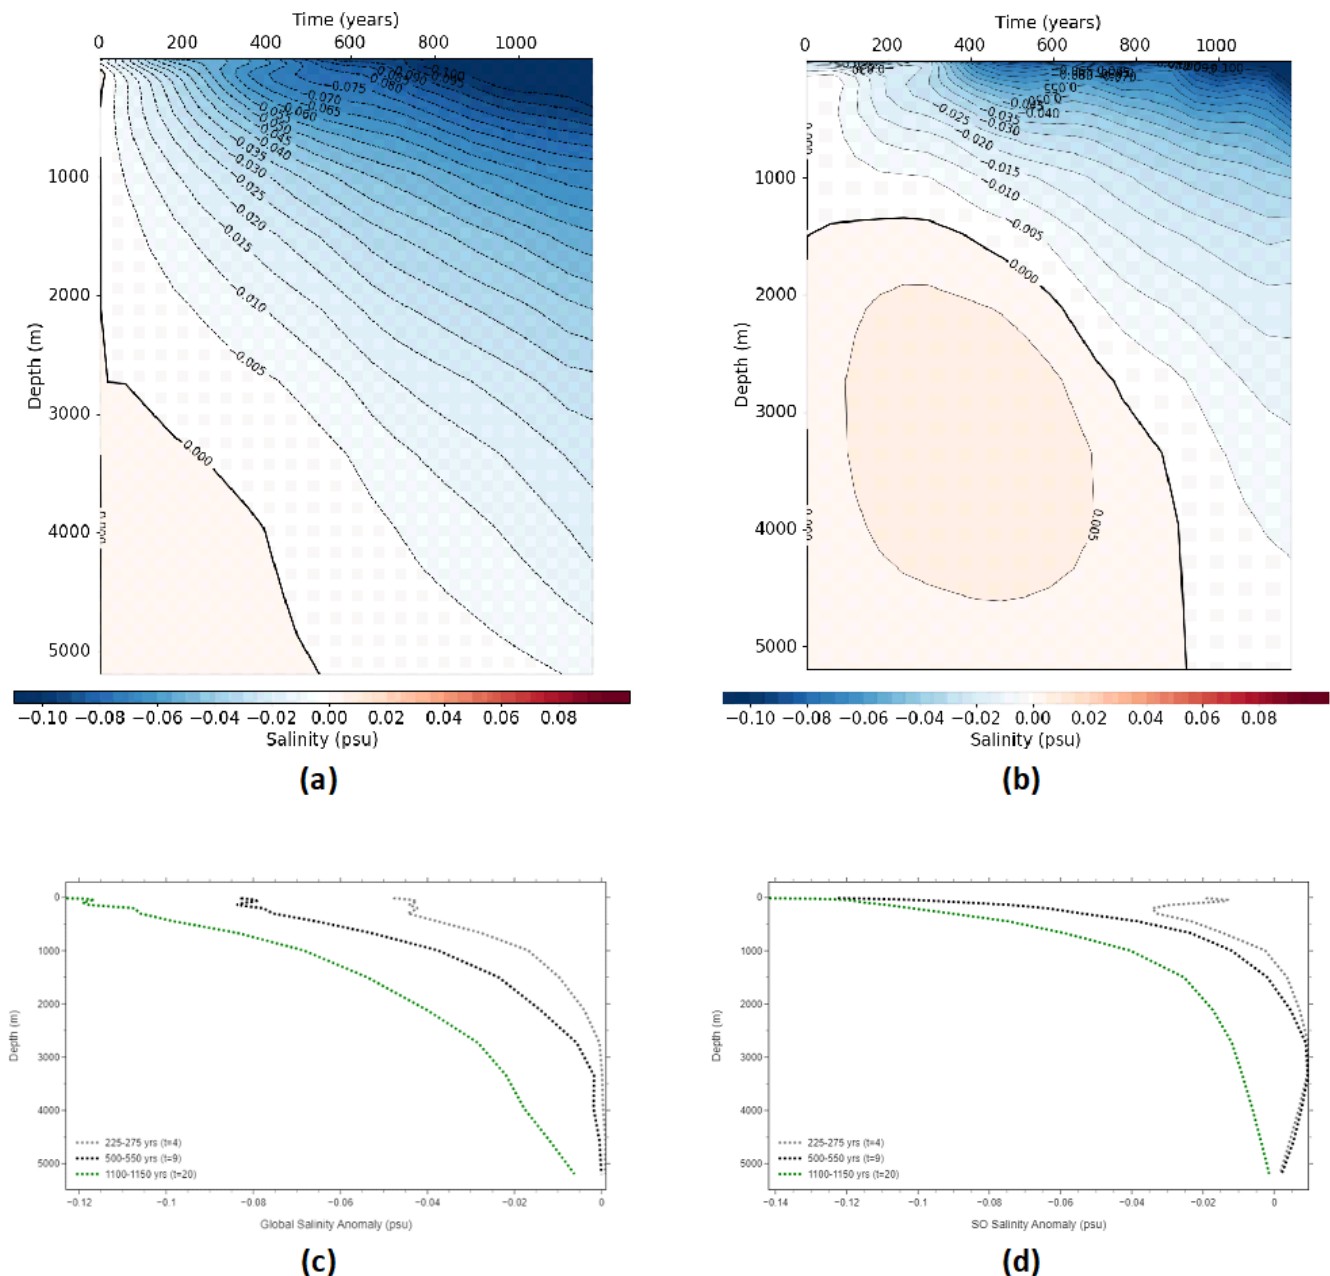 Time (years)
0 200 400 600 800 1000
1000
2000
3000
4000
5000
Depth (m)
−0.075
−0.070
−0.065
−0.080
−0.100
−0.060
−0.035
−0.040
−0.030
−0.025
−0.020
−0.015
−0.010
−0.005
0.000
−0.10 −0.08 −0.06 −0.04 −0.02 0.00 0.02 0.04 0.06 0.08
Salinity (psu)
(a)
Time (years)
0 200 400 600 800 1000
1000
2000
3000
4000
5000
Depth (m)
−0.100
−0.070
−0.035
−0.040
−0.030
−0.025
−0.020
−0.015
−0.010
−0.005
0.000
0.005
−0.10 −0.08 −0.06 −0.04 −0.02 0.00 0.02 0.04 0.06 0.08
Salinity (psu)
(b)
0
1000
2000
3000
4000
5000
Depth (m)
225-275 yrs (t=4)
500-550 yrs (t=9)
1100-1150 yrs (t=20)
−0.12 −0.1 −0.08 −0.06 −0.04 −0.02 0
Global Salinity Anomaly (psu)
(c)
0
1000
2000
3000
4000
5000
Depth (m)
225-275 yrs (t=4)
500-550 yrs (t=9)
1100-1150 yrs (t=20)
−0.14 −0.12 −0.1 −0.08 −0.06 −0.04 −0.02 0
SO Salinity Anomaly (psu)
(d)